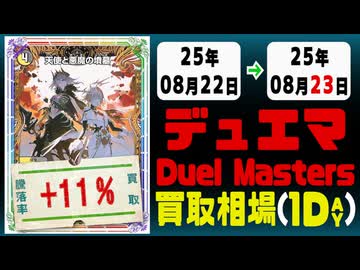 天使と悪魔の墳墓
騰落率
+11%
買取
25年
08月22日
25年
08月23日
デュエマ
Duel Masters
買取相場(1D)